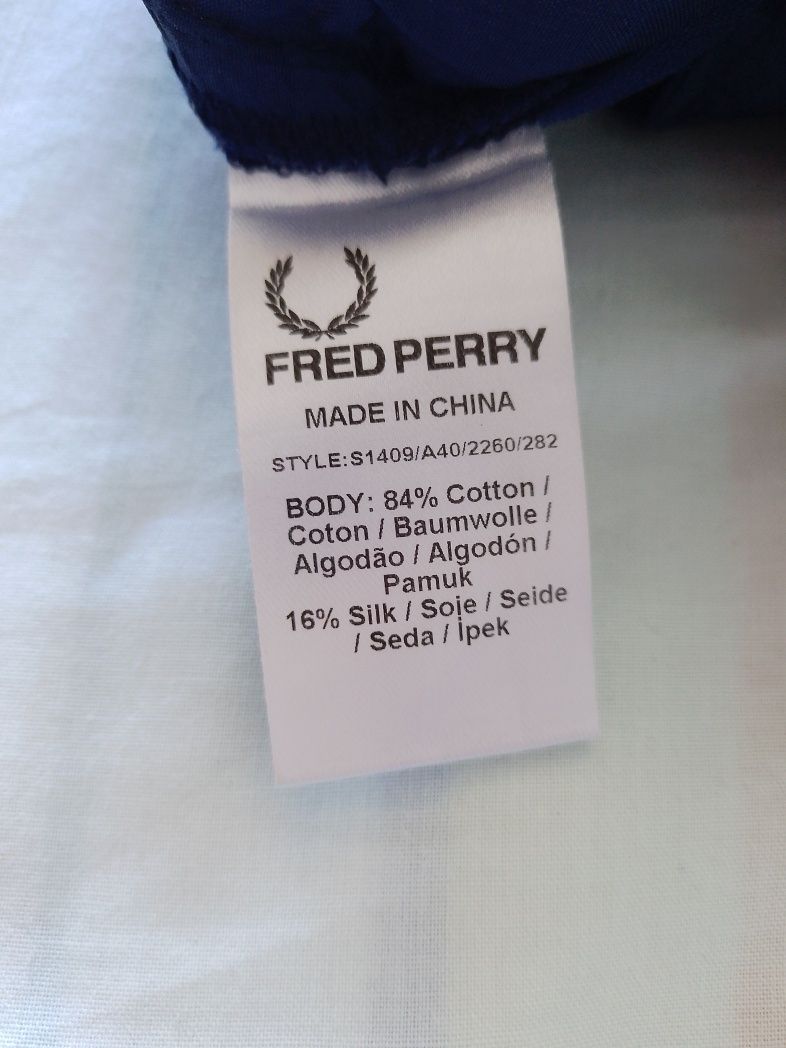 FRED PERRY
MADE IN CHINA
STYLE:S1409/A40/2260/282
BODY: 84% Cotton /
Coton / Baumwolle /
Algodão / Algodón /
Pamuk
16% Silk / Soie / Seide
/ Seda / İpek